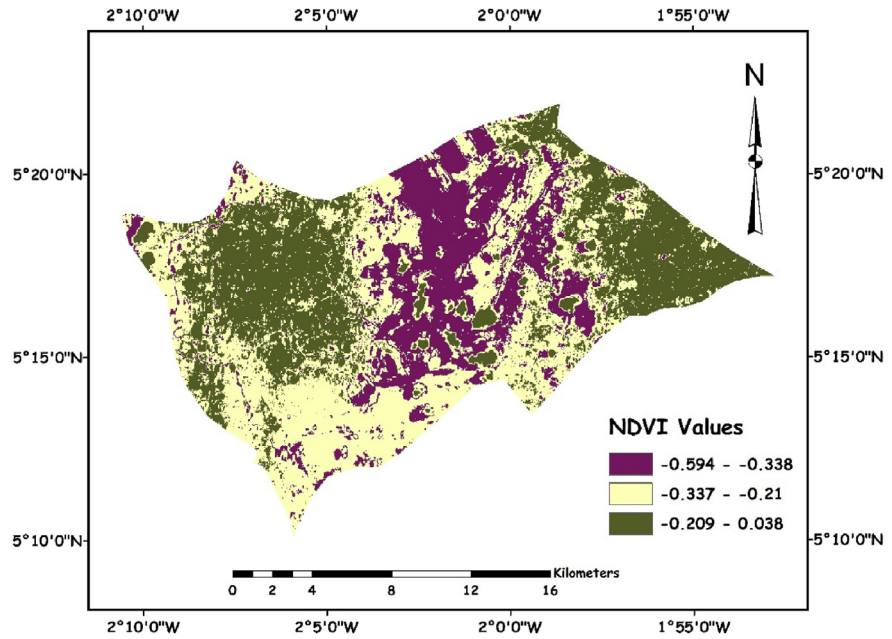 2°10'0"W 2°5'0"W 2°0'0"W 1°55'0"W
N
5°20'0"N 5°20'0"N
5°15'0"N 5°15'0"N
NDVI Values
-0.594 - -0.338
-0.337 - -0.21
-0.209 - 0.038
5°10'0"N 5°10'0"N
Kilometers
0 2 4 8 12 16
2°10'0"W 2°5'0"W 2°0'0"W 1°55'0"W